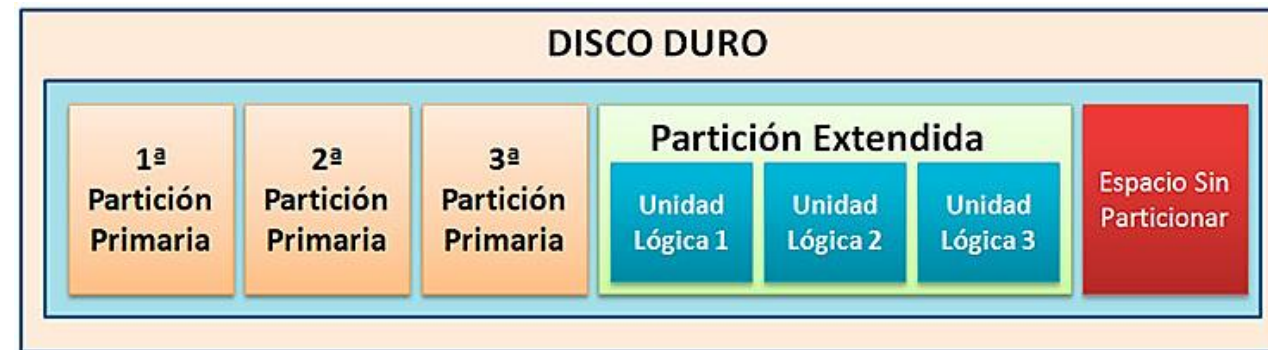 DISCO DURO
1ª
Partición
Primaria
2ª
Partición
Primaria
3ª
Partición
Primaria
Partición Extendida
Unidad
Lógica 1
Unidad
Lógica 2
Unidad
Lógica 3
Espacio Sin
Particionar